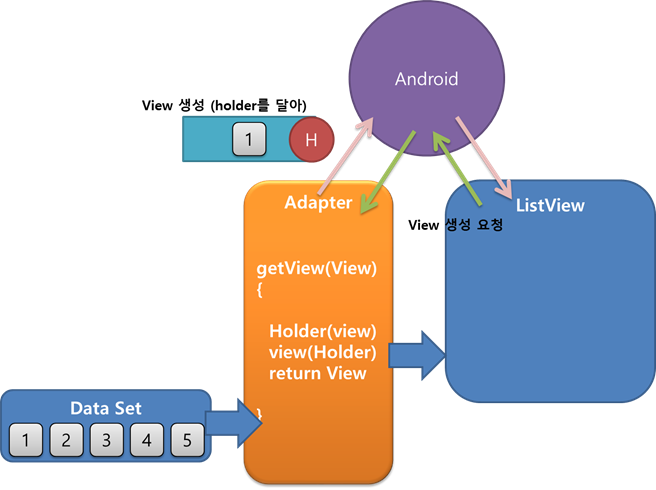 Android
View 생성 (holder를 달아)
1
H
Adapter
ListView
View 생성 요청
getView(View)
{
Holder(view)
view(Holder)
return View
}
Data Set
1 2 3 4 5